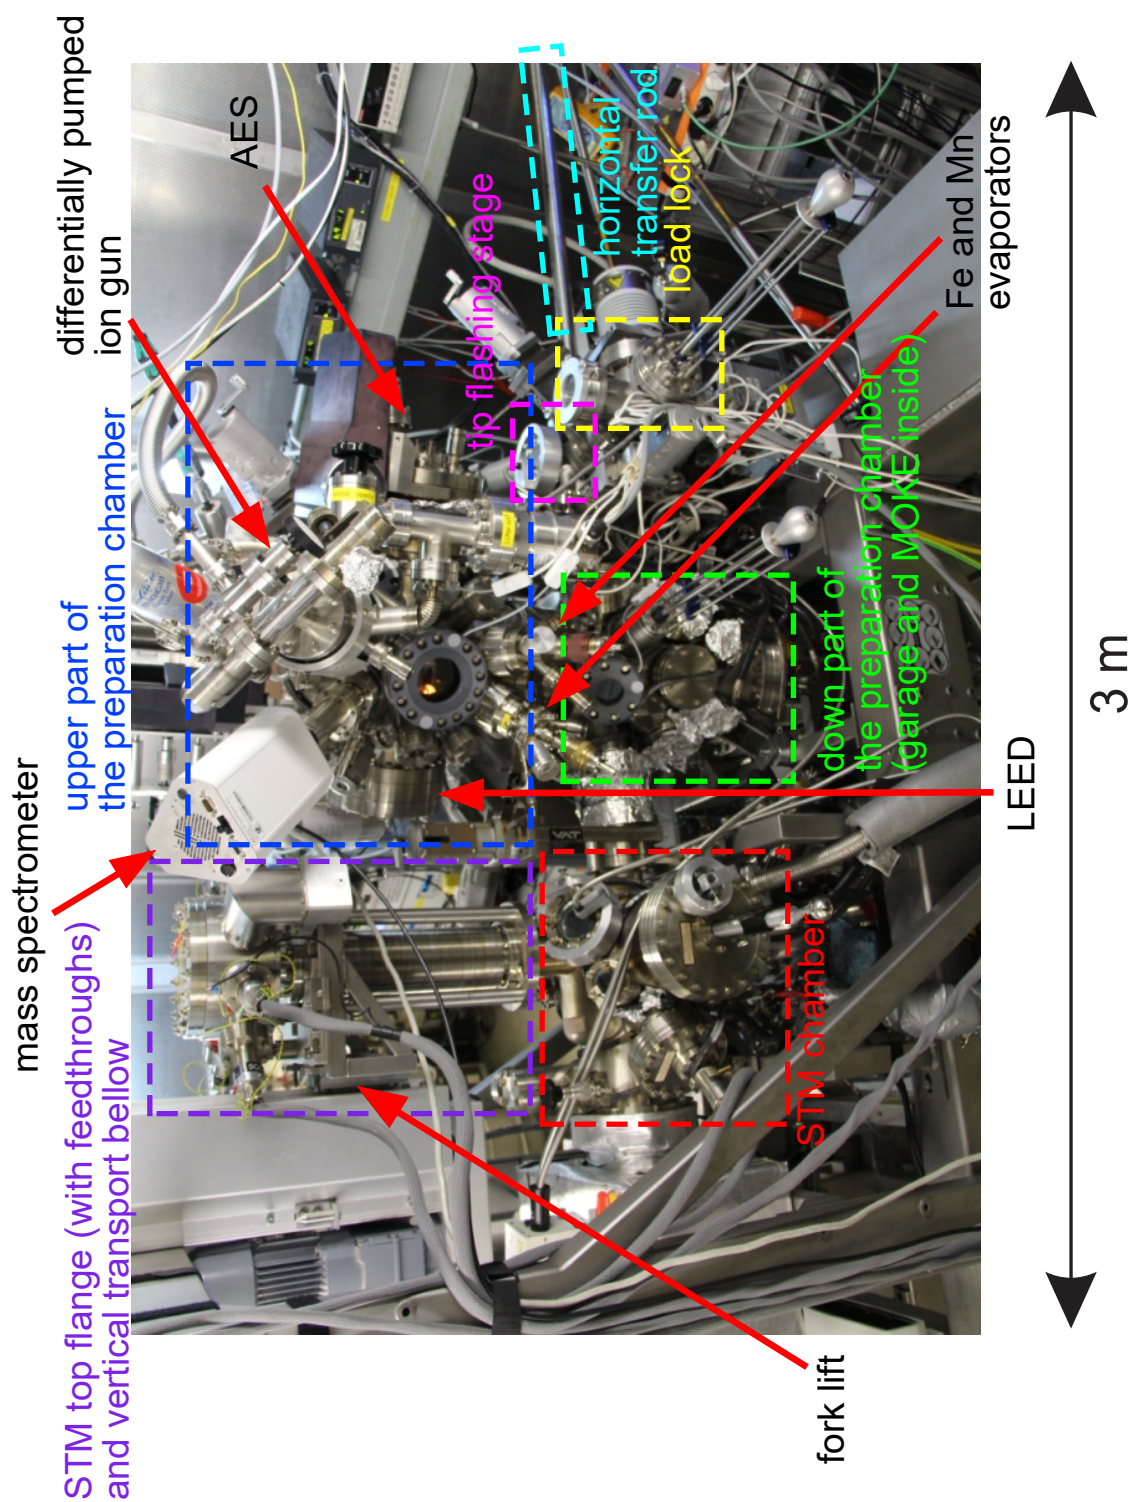 STM top flange (with feedthroughs)
and vertical transport bellow
mass spectrometer
upper part of
the preparation chamber
differentially pumped
ion gun
AES
tip flashing stage
horizontal
transfer rod
load lock
STM chamber
down part of
the preparation chamber
(garage and MOKE inside)
Fe and Mn
evaporators
fork lift
LEED
3 m
VAT